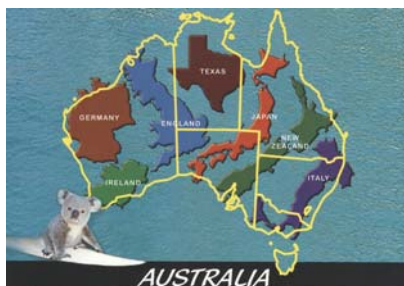 TEXAS
GERMANY
ENGLAND
JAPAN
NEW
ZEALAND
IRELAND
ITALY
AUSTRALIA